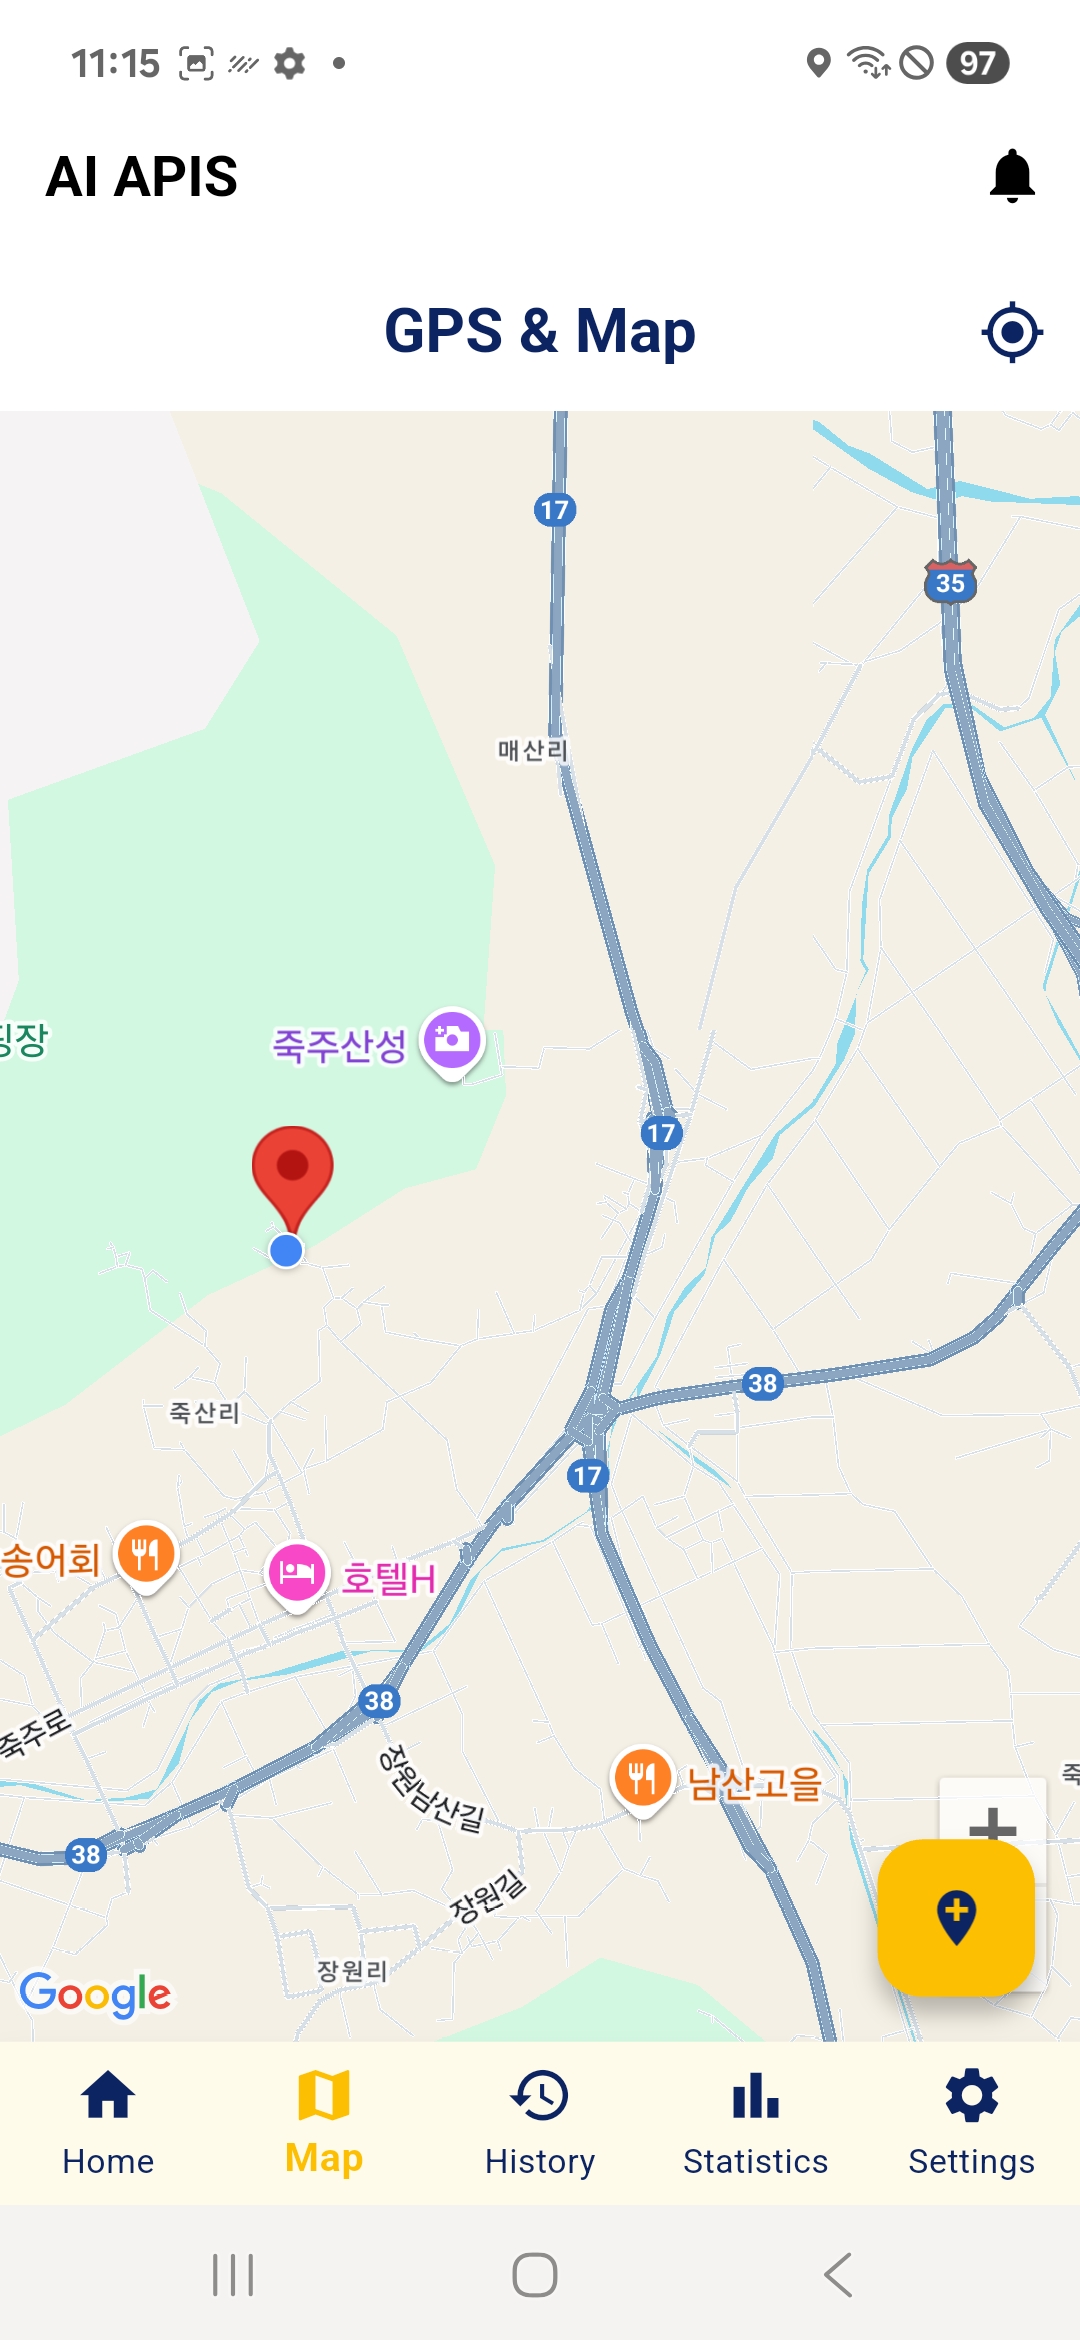 11:15
97
AI APIS
GPS & Map
17
35
매산리
죽주산성
17
38
죽산리
17
송어회
호텔H
38
죽주로
장원남산길
남산고을
38
장원길
장원리
Google
Home
Map
History
Statistics
Settings